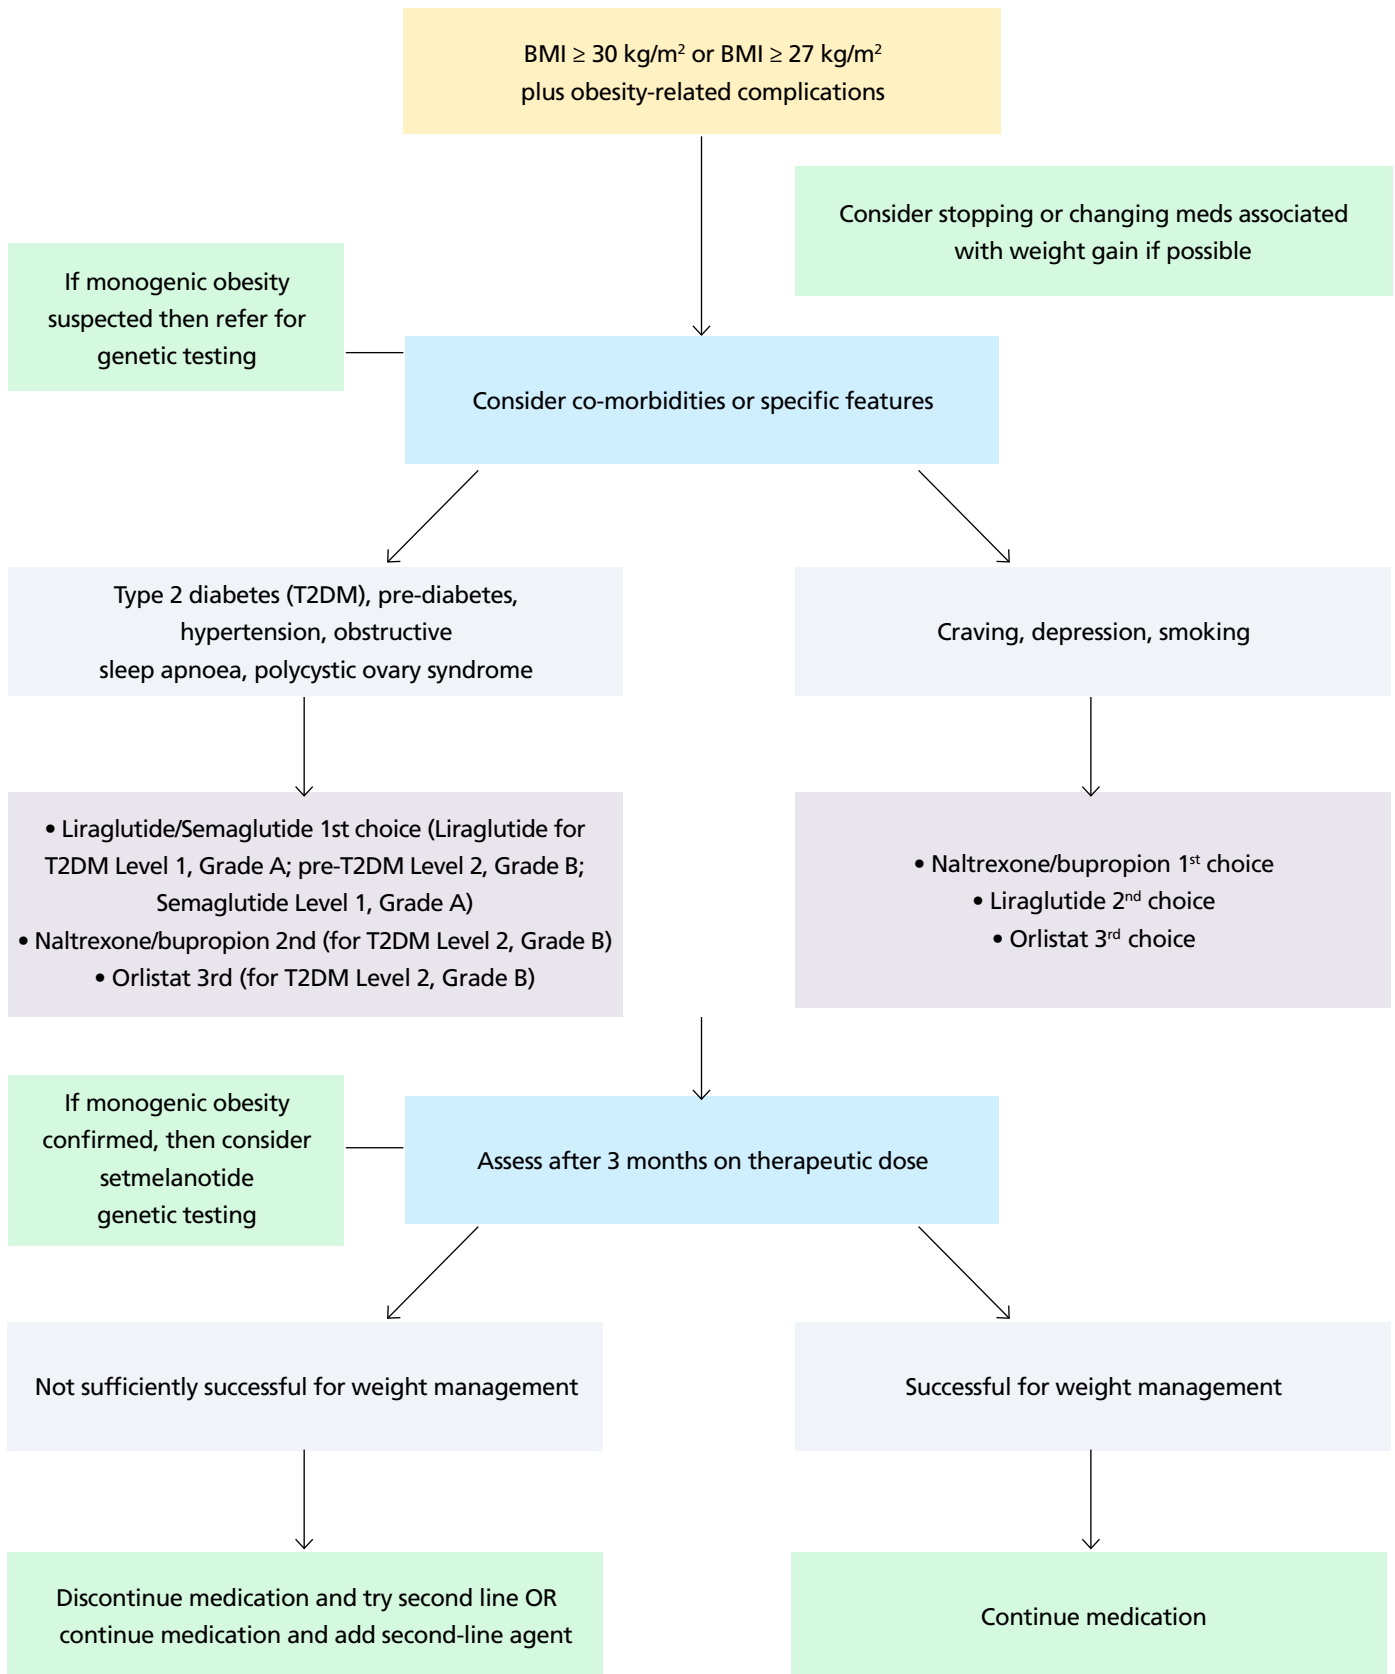 BMI ≥ 30 kg/m² or BMI ≥ 27 kg/m²
plus obesity-related complications
Consider stopping or changing meds associated
with weight gain if possible
If monogenic obesity
suspected then refer for
genetic testing
Consider co-morbidities or specific features
Type 2 diabetes (T2DM), pre-diabetes,
hypertension, obstructive
sleep apnoea, polycystic ovary syndrome
Craving, depression, smoking
• Liraglutide/Semaglutide 1st choice (Liraglutide for
T2DM Level 1, Grade A; pre-T2DM Level 2, Grade B;
Semaglutide Level 1, Grade A)
• Naltrexone/bupropion 2nd (for T2DM Level 2, Grade B)
• Orlistat 3rd (for T2DM Level 2, Grade B)
• Naltrexone/bupropion 1st choice
• Liraglutide 2nd choice
• Orlistat 3rd choice
If monogenic obesity
confirmed, then consider
setmelanotide
genetic testing
Assess after 3 months on therapeutic dose
Not sufficiently successful for weight management
Successful for weight management
Discontinue medication and try second line OR
continue medication and add second-line agent
Continue medication